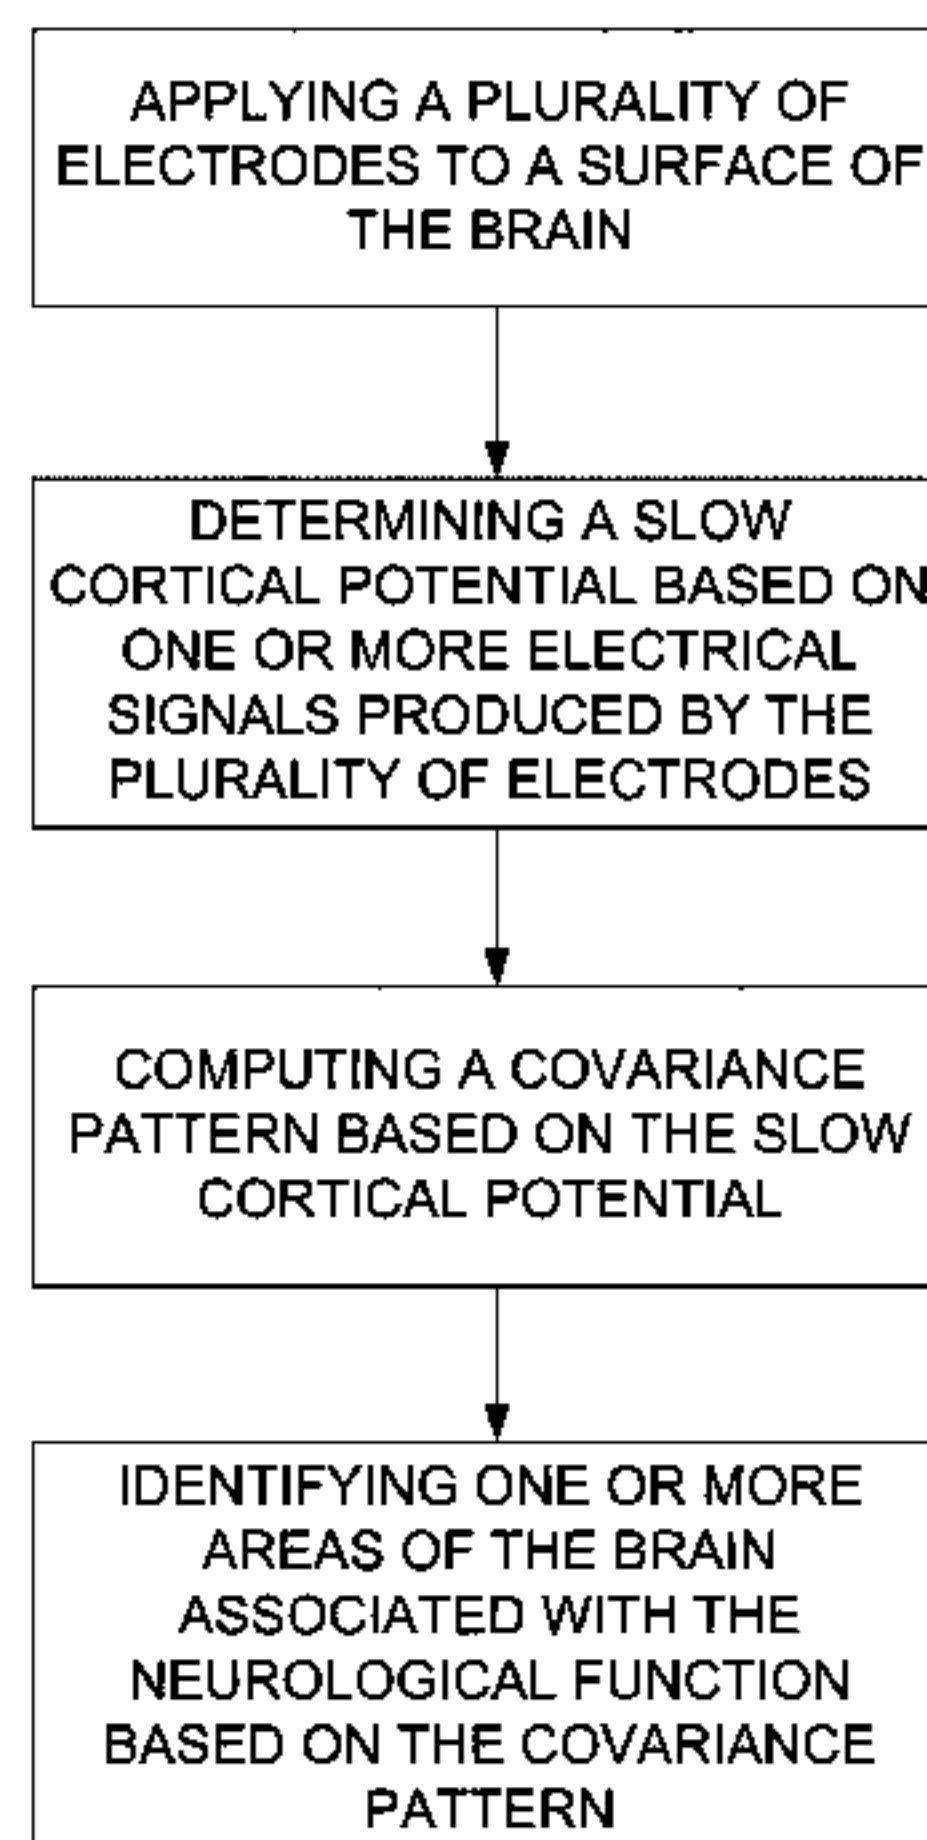 APPLYING A PLURALITY OF
ELECTRODES TO A SURFACE OF
THE BRAIN
DETERMINING A SLOW
CORTICAL POTENTIAL BASED ON
ONE OR MORE ELECTRICAL
SIGNALS PRODUCED BY THE
PLURALITY OF ELECTRODES
COMPUTING A COVARIANCE
PATTERN BASED ON THE SLOW
CORTICAL POTENTIAL
IDENTIFYING ONE OR MORE
AREAS OF THE BRAIN
ASSOCIATED WITH THE
NEUROLOGICAL FUNCTION
BASED ON THE COVARIANCE
PATTERN